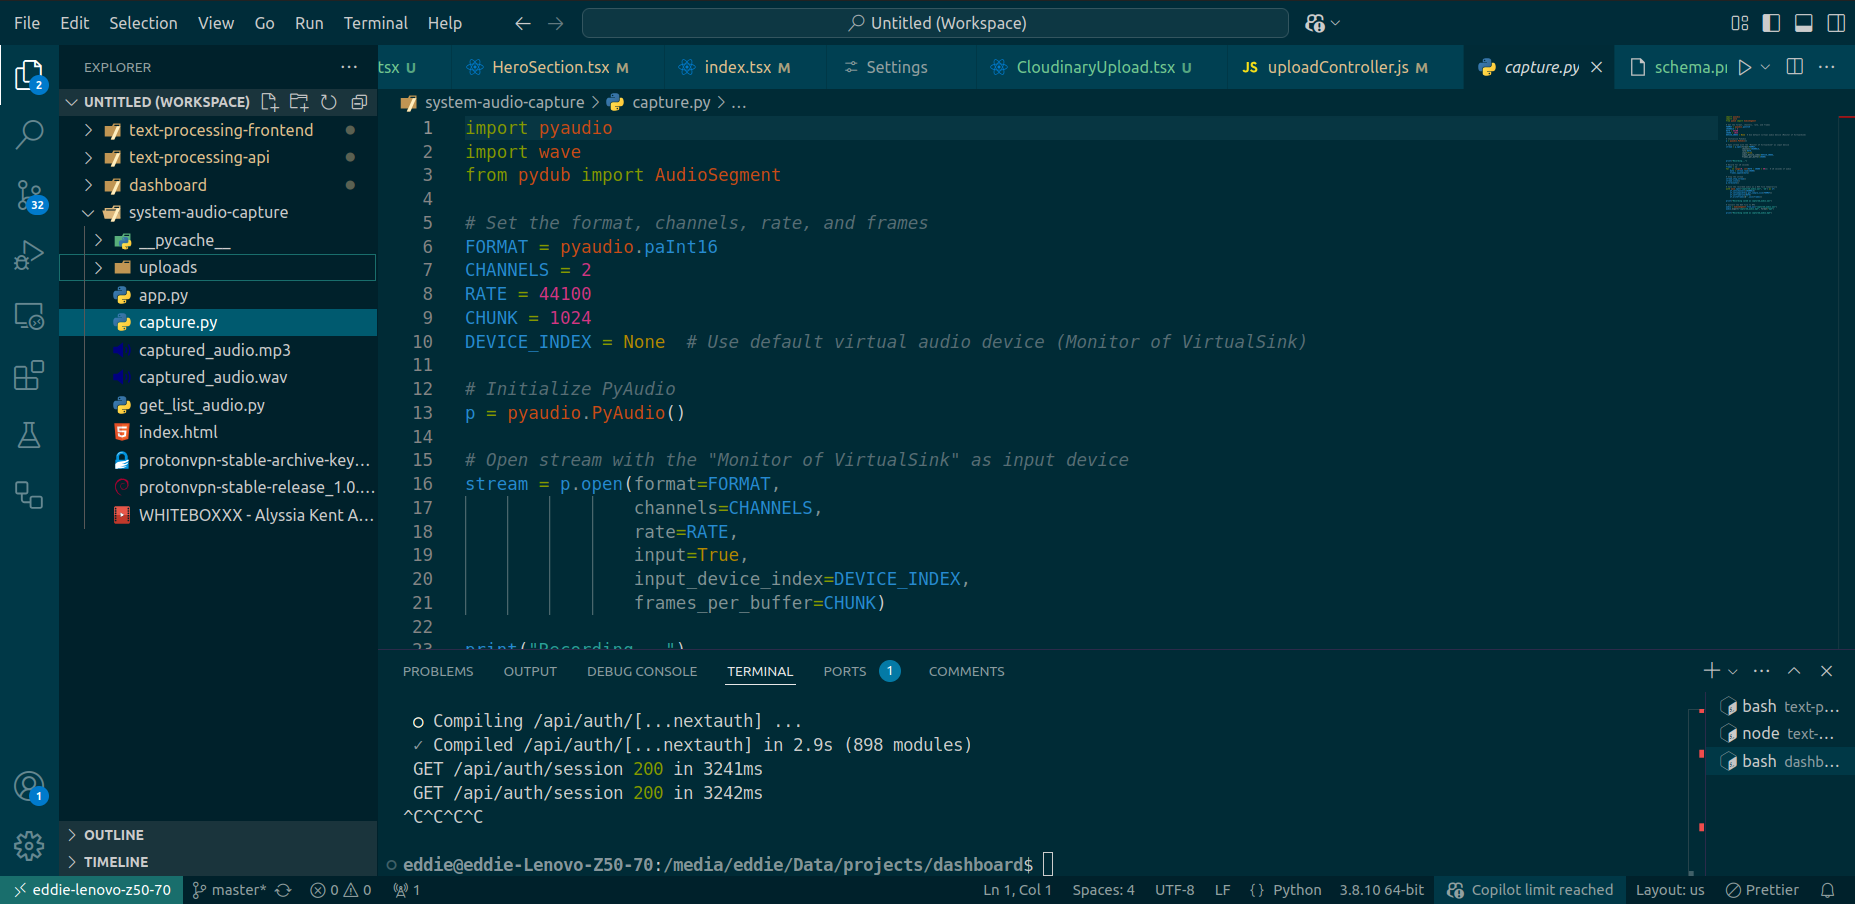 File Edit Selection View Go Run Terminal Help
Untitled (Workspace)
EXPLORER
UNTITLED (WORKSPACE)
text-processing-frontend
text-processing-api
dashboard
system-audio-capture
__pycache__
uploads
app.py
capture.py
captured_audio.mp3
captured_audio.wav
get_list_audio.py
index.html
protonvpn-stable-archive-key...
protonvpn-stable-release_1.0....
WHITEBOXXX - Alyssia Kent A...
OUTLINE
TIMELINE
2
32
1
tsx U HeroSection.tsx M index.tsx M Settings CloudinaryUpload.tsx U JS uploadController.js M capture.py schema.pr
system-audio-capture > capture.py > ...
1 import pyaudio
2 import wave
3 from pydub import AudioSegment
4
5 # Set the format, channels, rate, and frames
6 FORMAT = pyaudio.paInt16
7 CHANNELS = 2
8 RATE = 44100
9 CHUNK = 1024
10 DEVICE_INDEX = None  # Use default virtual audio device (Monitor of VirtualSink)
11
12 # Initialize PyAudio
13 p = pyaudio.PyAudio()
14
15 # Open stream with the "Monitor of VirtualSink" as input device
16 stream = p.open(format=FORMAT,
17 channels=CHANNELS,
18 rate=RATE,
19 input=True,
20 input_device_index=DEVICE_INDEX,
21 frames_per_buffer=CHUNK)
22
23 print("Recording...")
PROBLEMS OUTPUT DEBUG CONSOLE TERMINAL PORTS 1 COMMENTS
○ Compiling /api/auth/[...nextauth] ...
✓ Compiled /api/auth/[...nextauth] in 2.9s (898 modules)
GET /api/auth/session 200 in 3241ms
GET /api/auth/session 200 in 3242ms
^C^C^C^C
eddie@eddie-Lenovo-Z50-70:/media/eddie/Data/projects/dashboard$
bash text-p...
node text-...
bash dashb...
eddie-lenovo-z50-70 master* 0 0 1 Ln 1, Col 1 Spaces: 4 UTF-8 LF {} Python 3.8.10 64-bit Copilot limit reached Layout: us Prettier